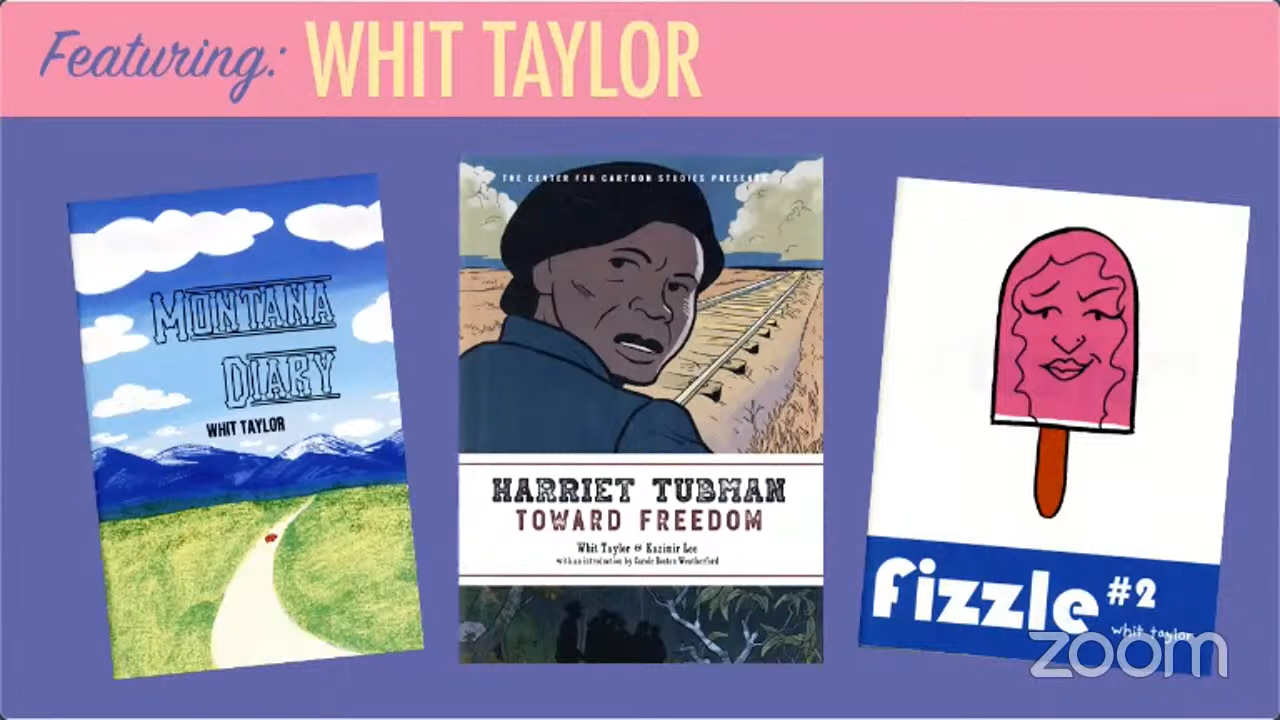 Featuring: WHIT TAYLOR
MONTANA
DIARY
WHIT TAYLOR
THE CENTER FOR CARTOON STUDIES PRESENTS
HARRIET TUBMAN
TOWARD FREEDOM
Whit Taylor & Kazimir Lee
with an introduction by Carole Boston Weatherford
Fizzle #2
whit taylor
zoom